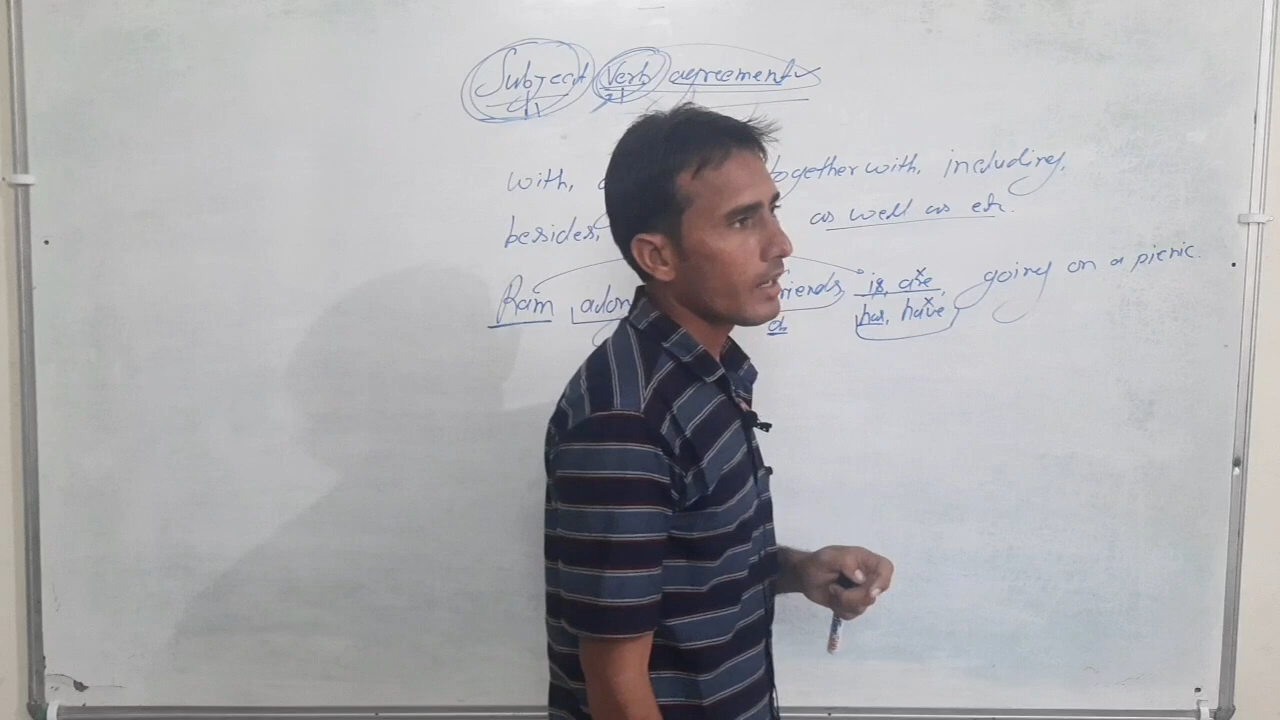 Subject Verb agreement
with, together with, including,
besides, as well as etc.
Ram friends is, are, going on a picnic.
has, have